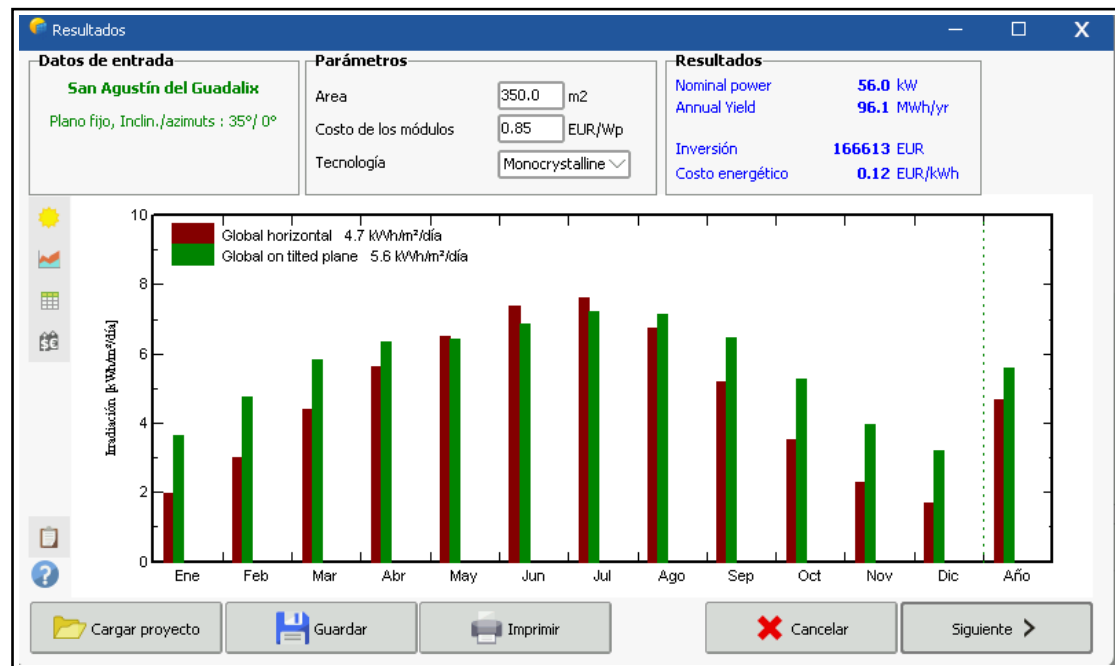 Resultados
Datos de entrada
San Agustín del Guadalix
Plano fijo, Inclin./azimuts : 35°/ 0°
Parámetros
Area 350.0 m2
Costo de los módulos 0.85 EUR/Wp
Tecnología Monocrystalline
Resultados
Nominal power 56.0 kW
Annual Yield 96.1 MWh/yr
Inversión 166613 EUR
Costo energético 0.12 EUR/kWh
Global horizontal 4.7 kWh/m²/día
Global on tilted plane 5.6 kWh/m²/día
Irradiación [kWh/m²/día]
10
8
6
4
2
0
Ene Feb Mar Abr May Jun Jul Ago Sep Oct Nov Dic Año
Cargar proyecto Guardar Imprimir Cancelar Siguiente